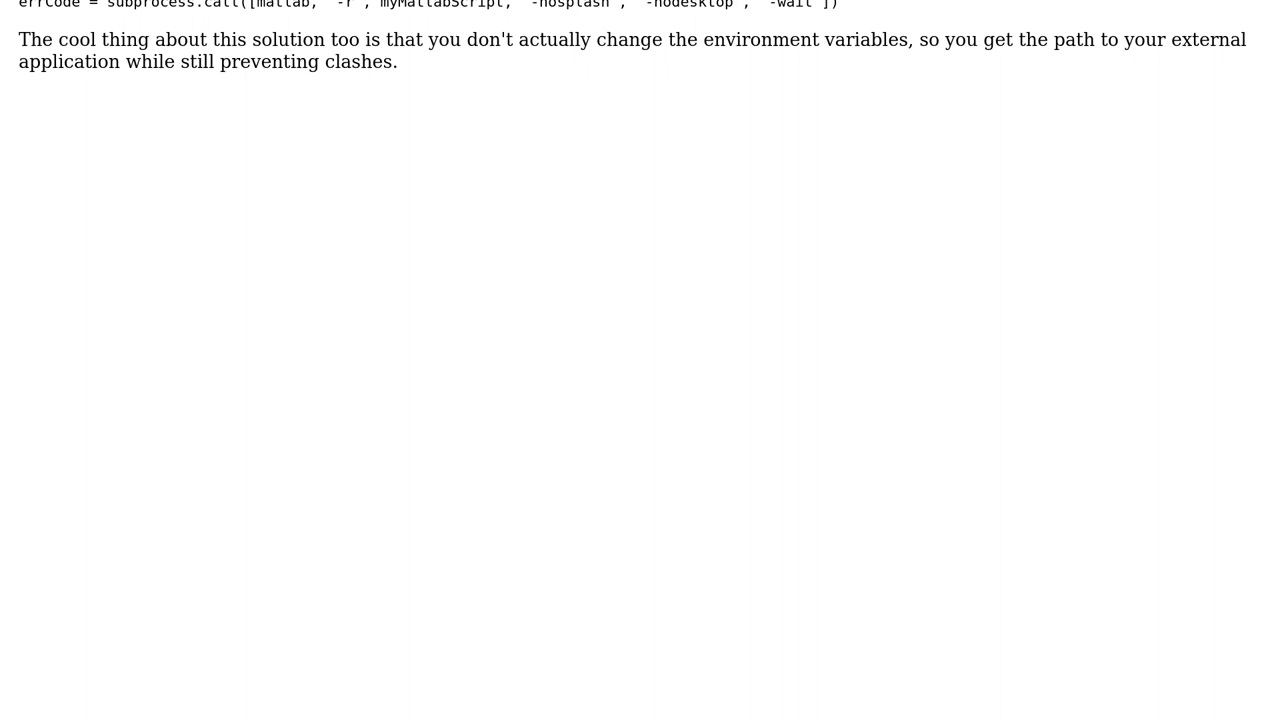 errCode = subprocess.call([matlab, "-r", myMatlabScript, "-nosplash", "-nodesktop", "-wait"])
The cool thing about this solution too is that you don't actually change the environment variables, so you get the path to your external
application while still preventing clashes.